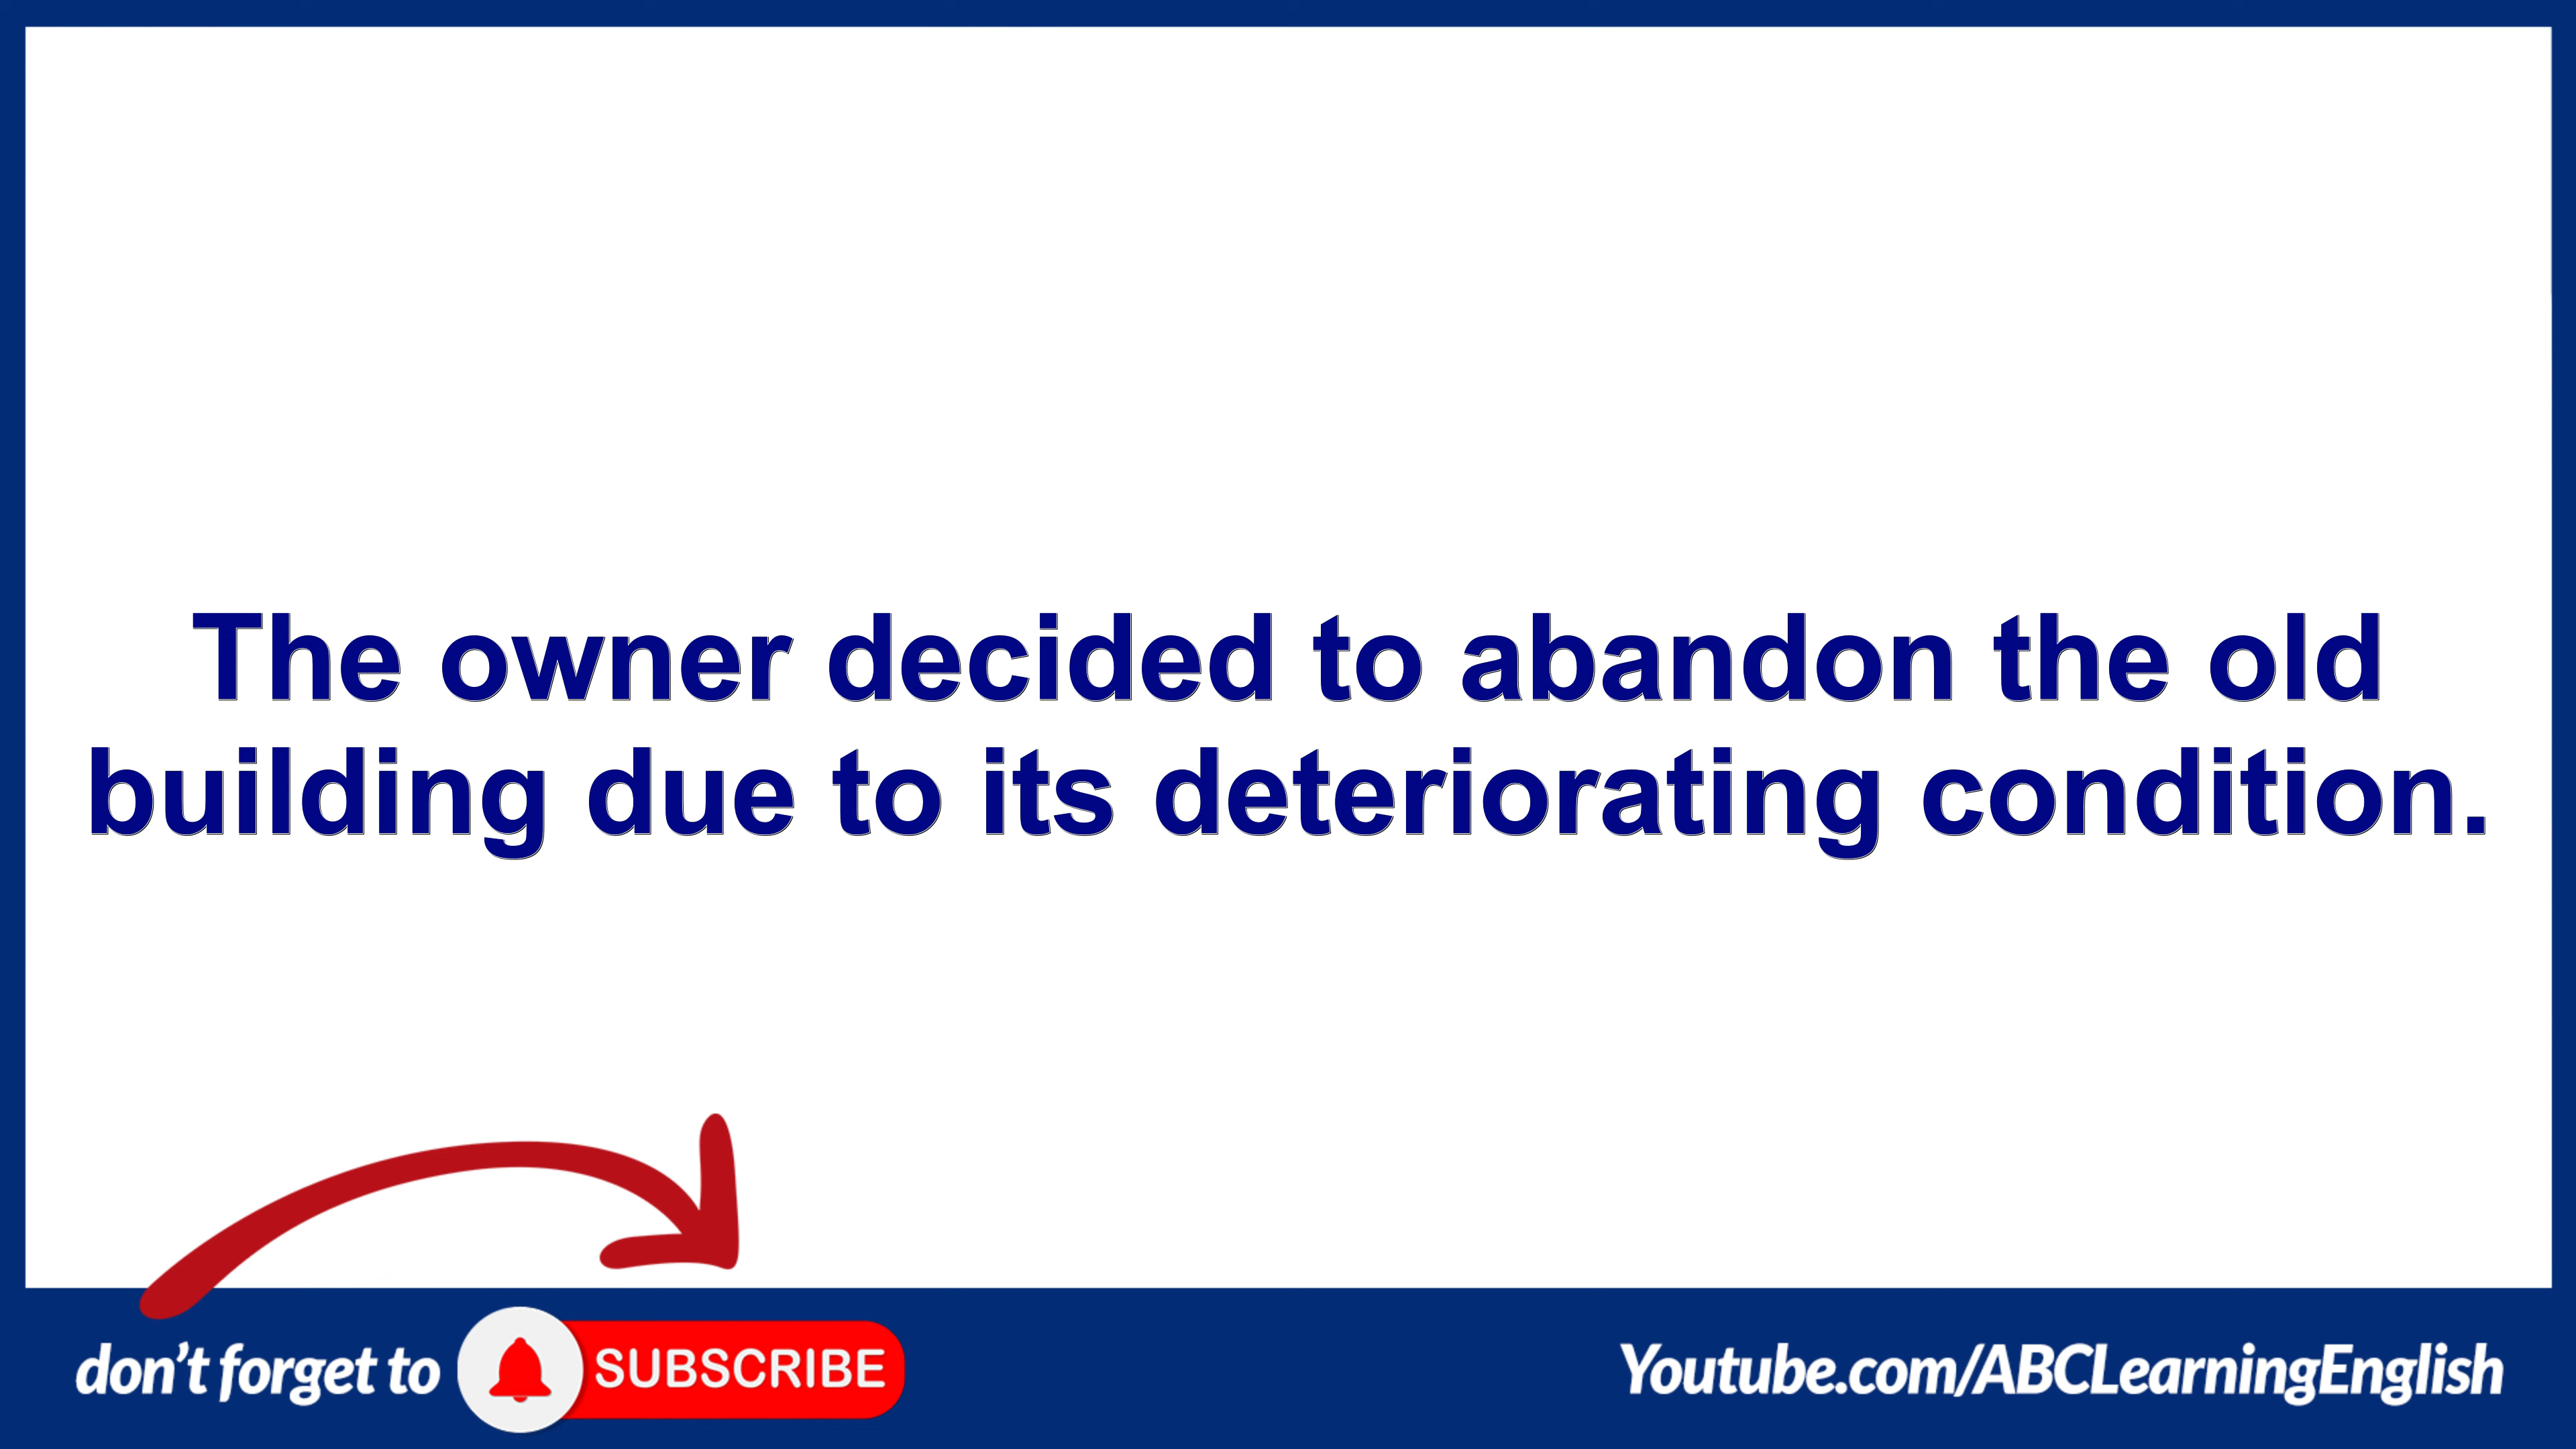 The owner decided to abandon the old
building due to its deteriorating condition.
don't forget to SUBSCRIBE
Youtube.com/ABCLearningEnglish